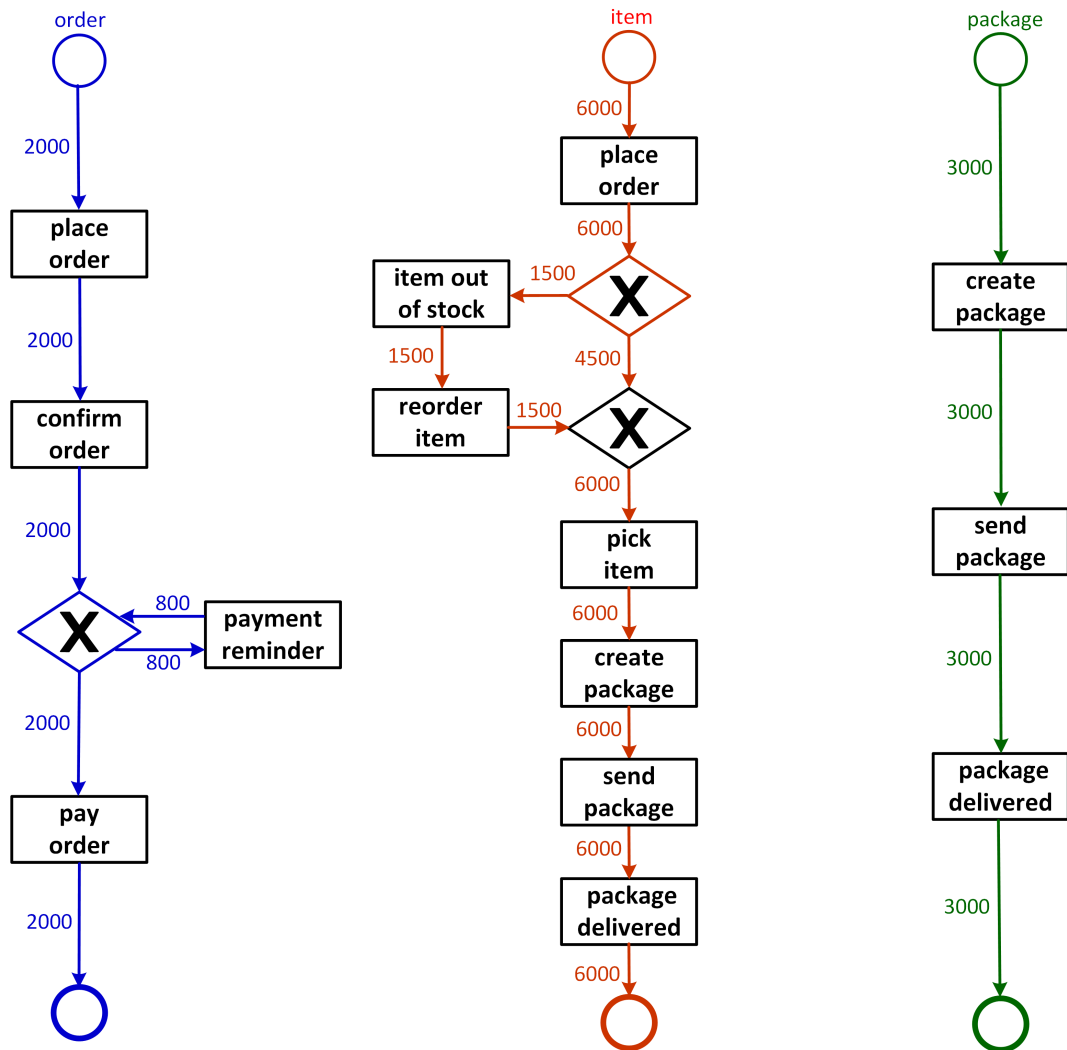 order
2000
place
order
2000
confirm
order
2000
X
800
800
payment
reminder
2000
pay
order
2000
item
6000
place
order
6000
X
1500
item out
of stock
1500
reorder
item
1500
4500
X
6000
pick
item
6000
create
package
6000
send
package
6000
package
delivered
6000
package
3000
create
package
3000
send
package
3000
package
delivered
3000